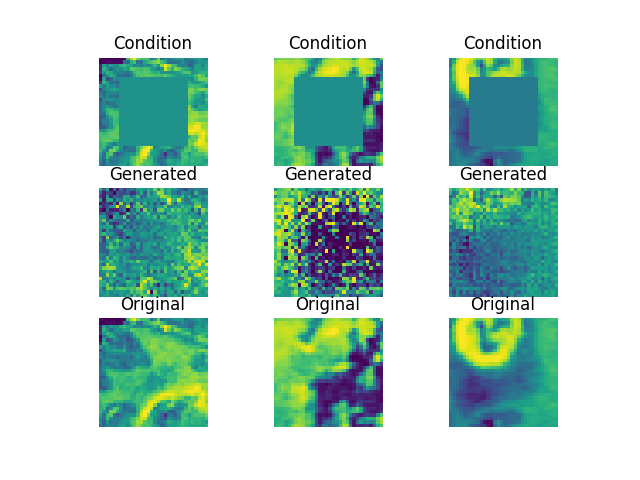 Condition Condition Condition
Generated Generated Generated
Original Original Original